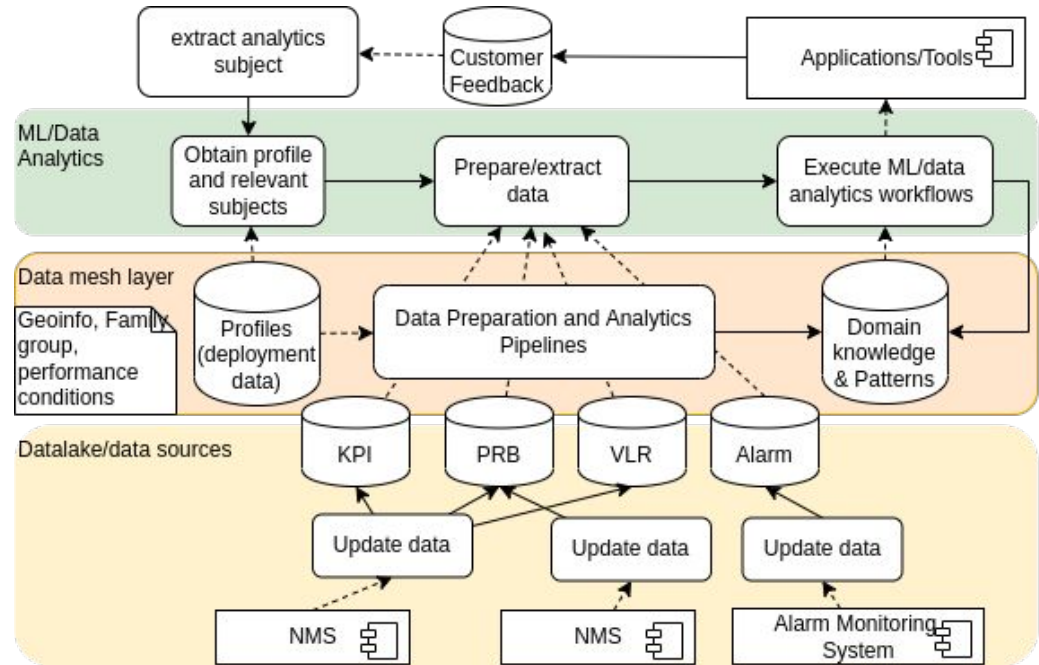 extract analytics
subject
Customer
Feedback
Applications/Tools
ML/Data
Analytics
Obtain profile
and relevant
subjects
Prepare/extract
data
Execute ML/data
analytics workflows
Data mesh layer
Geoinfo, Family
group,
performance
conditions
Profiles
(deployment
data)
Data Preparation and Analytics
Pipelines
Domain
knowledge
& Patterns
Datalake/data sources
KPI
PRB
VLR
Alarm
Update data
Update data
Update data
NMS
NMS
Alarm Monitoring
System